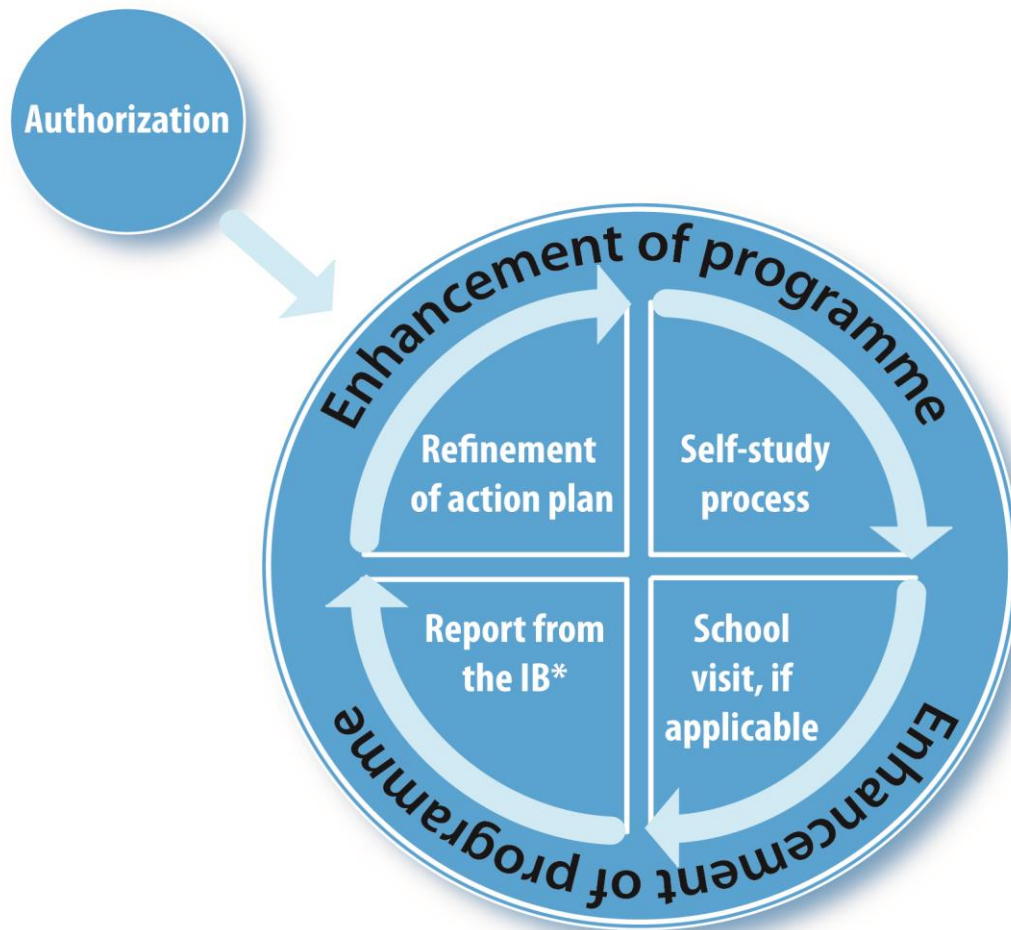 Authorization
Enhancement of programme
Refinement
of action plan
Self-study
process
Report from
the IB*
School
visit, if
applicable
Enhancement of programme